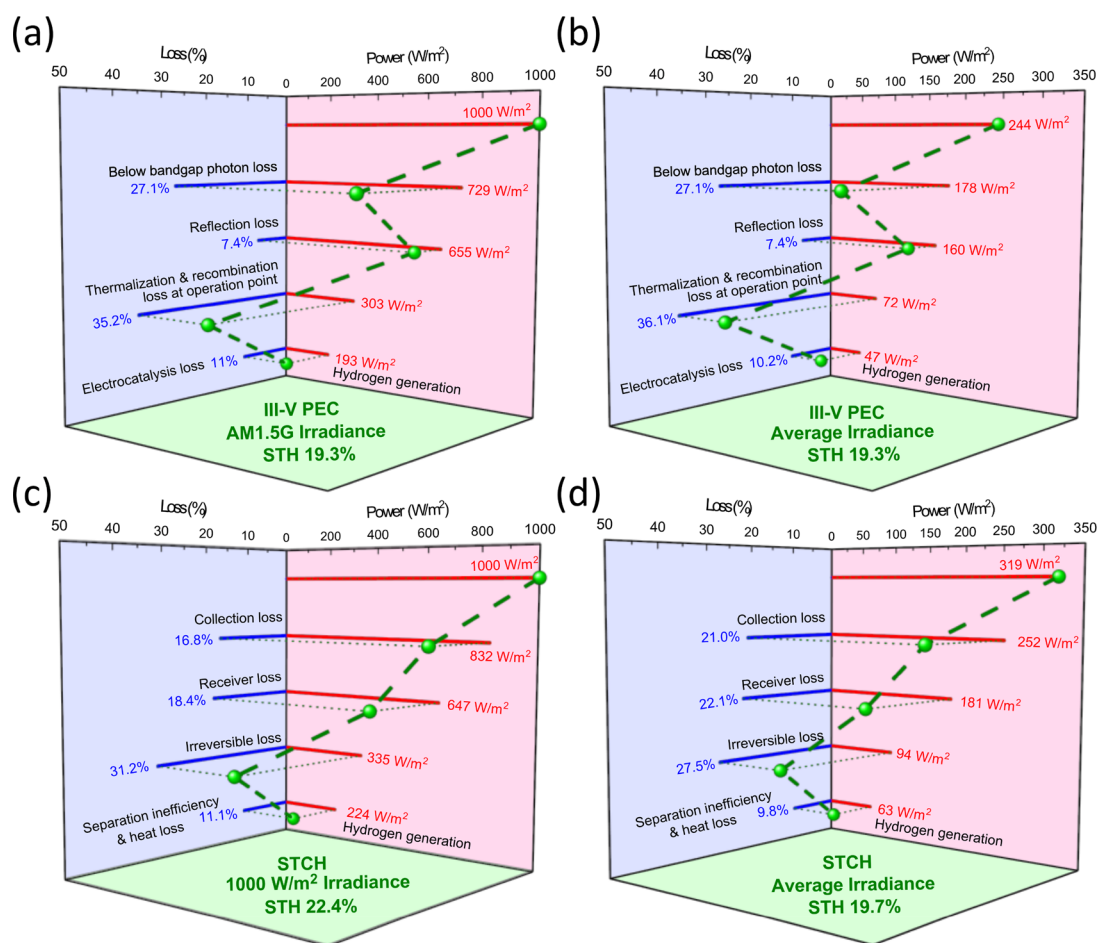 (a)
Loss (%)
Power (W/m²)
50 40 30 20 10 0 200 400 600 800 1000
1000 W/m²
Below bandgap photon loss
27.1%
729 W/m²
Reflection loss
7.4%
655 W/m²
Thermalization & recombination
loss at operation point
35.2%
303 W/m²
Electrocatalysis loss
11%
193 W/m²
Hydrogen generation
III-V PEC
AM1.5G Irradiance
STH 19.3%
(b)
Loss (%)
Power (W/m²)
50 40 30 20 10 0 50 100 150 200 250 300 350
244 W/m²
Below bandgap photon loss
27.1%
178 W/m²
Reflection loss
7.4%
160 W/m²
Thermalization & recombination
loss at operation point
36.1%
72 W/m²
Electrocatalysis loss
10.2%
47 W/m²
Hydrogen generation
III-V PEC
Average Irradiance
STH 19.3%
(c)
Loss (%)
Power (W/m²)
50 40 30 20 10 0 200 400 600 800 1000
1000 W/m²
Collection loss
16.8%
832 W/m²
Receiver loss
18.4%
647 W/m²
Irreversible loss
31.2%
335 W/m²
Separation inefficiency
& heat loss
11.1%
224 W/m²
Hydrogen generation
STCH
1000 W/m² Irradiance
STH 22.4%
(d)
Loss (%)
Power (W/m²)
50 40 30 20 10 0 50 100 150 200 250 300 350
319 W/m²
Collection loss
21.0%
252 W/m²
Receiver loss
22.1%
181 W/m²
Irreversible loss
27.5%
94 W/m²
Separation inefficiency
& heat loss
9.8%
63 W/m²
Hydrogen generation
STCH
Average Irradiance
STH 19.7%